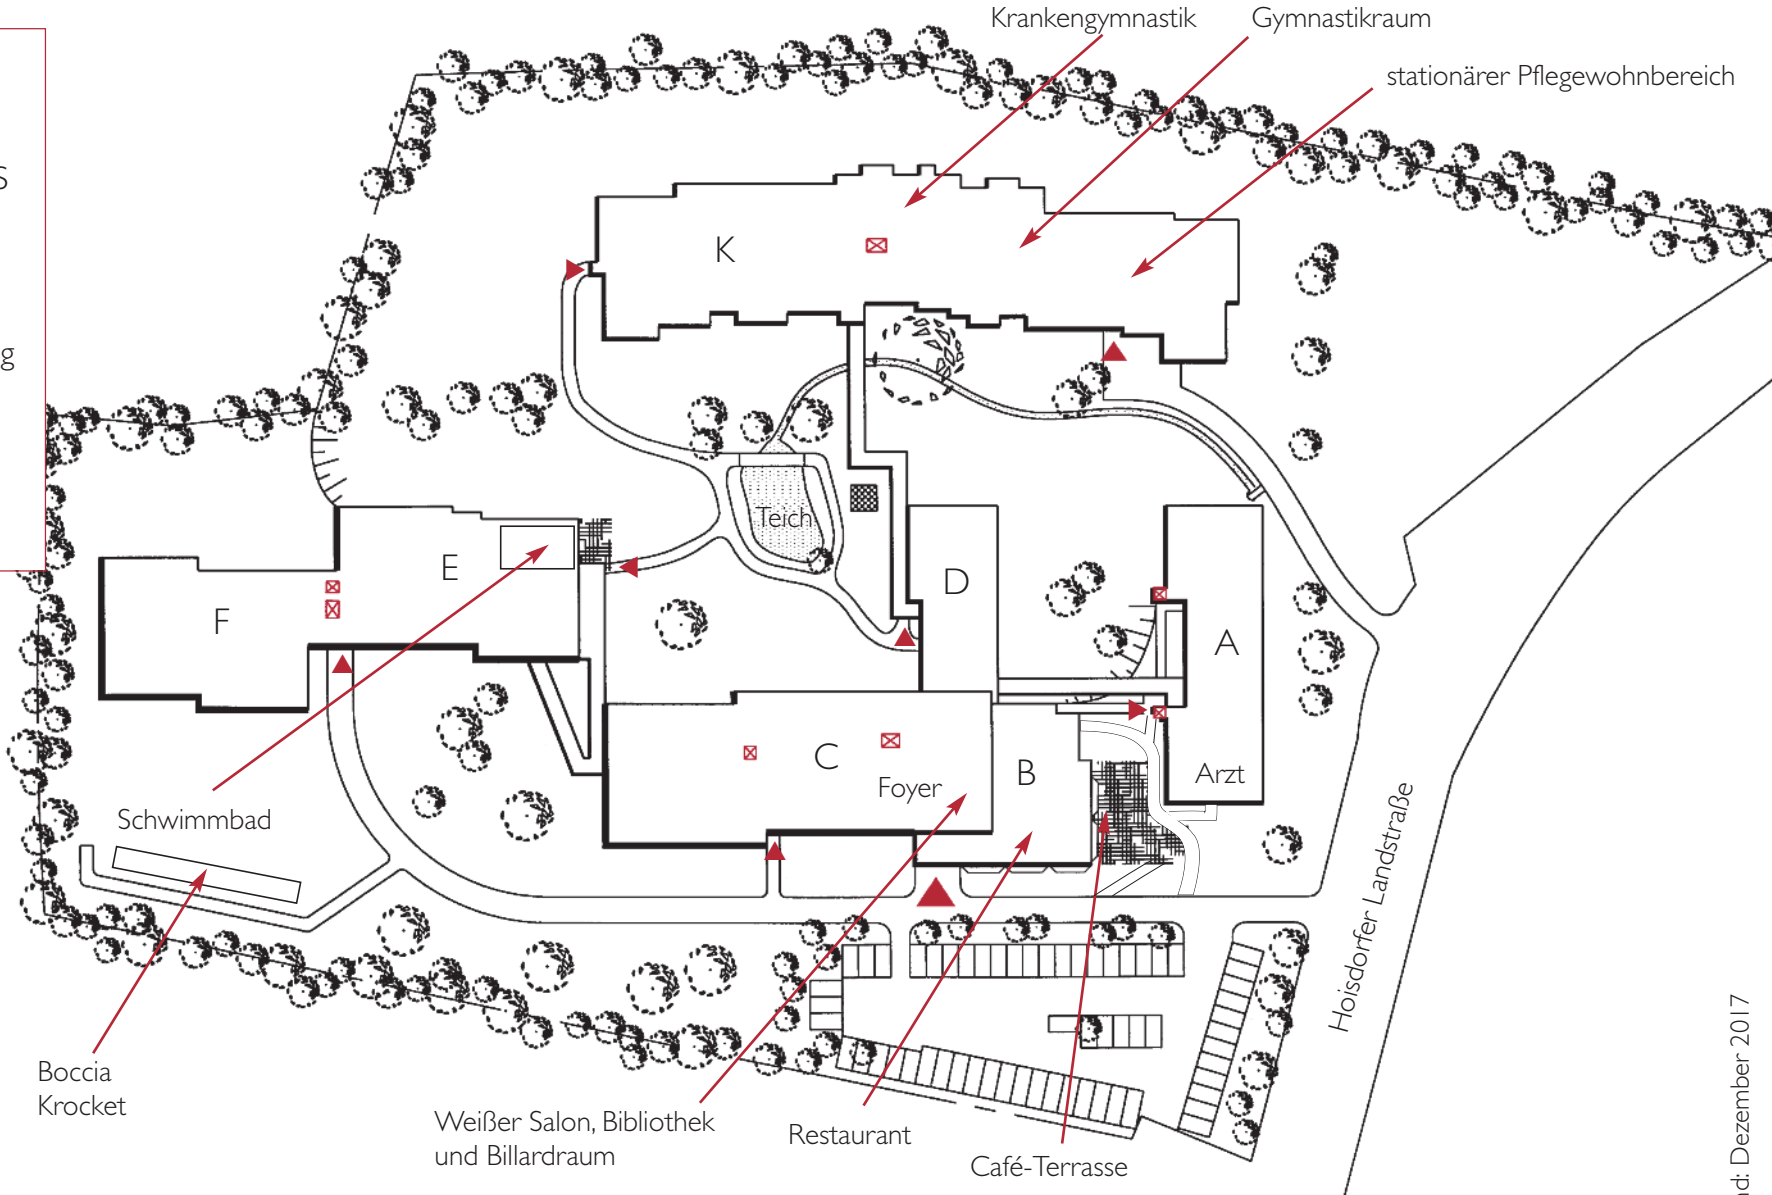 Krankengymnastik
Gymnastikraum
stationärer Pflegewohnbereich
S
g
K
Teich
E
D
F
A
C
Foyer
B
Arzt
Schwimmbad
Hoisdorfer Landstraße
Boccia
Krocket
Weißer Salon, Bibliothek
und Billardraum
Restaurant
Café-Terrasse
nd: Dezember 2017